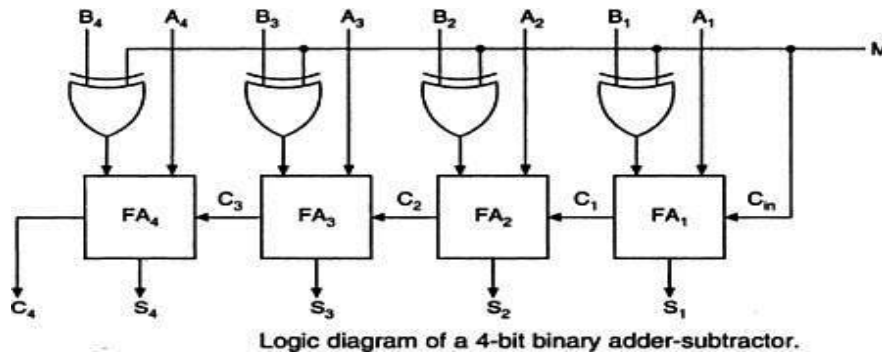 B4 A4 B3 A3 B2 A2 B1 A1
M
FA4 C3 FA3 C2 FA2 C1 FA1 Cin
C4 S4 S3 S2 S1
Logic diagram of a 4-bit binary adder-subtractor.